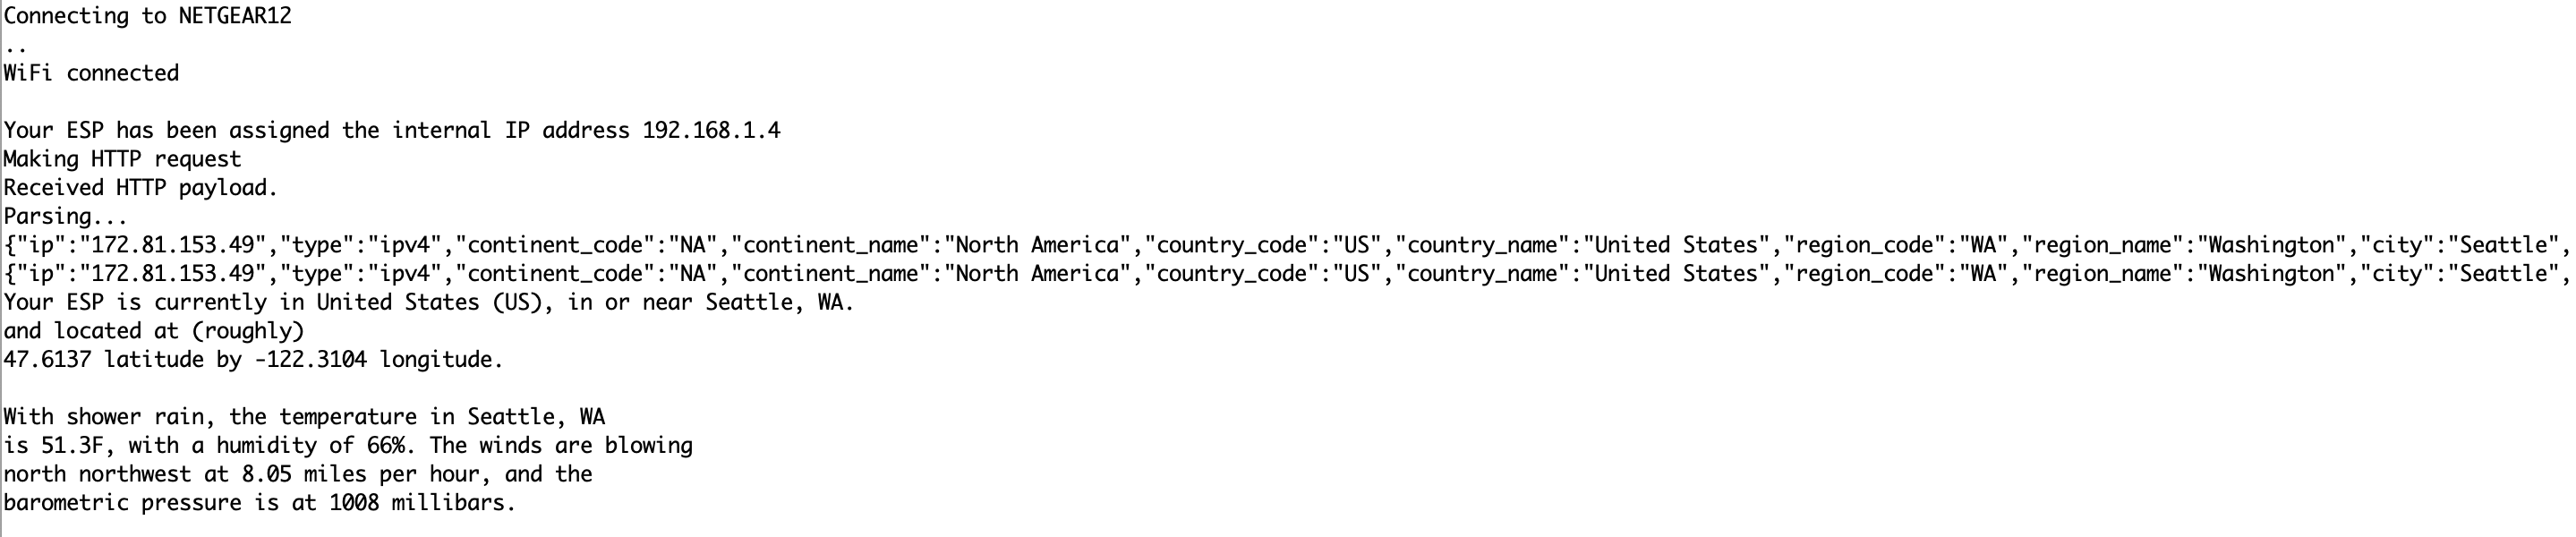 Connecting to NETGEAR12
..
WiFi connected
Your ESP has been assigned the internal IP address 192.168.1.4
Making HTTP request
Received HTTP payload.
Parsing...
{"ip":"172.81.153.49","type":"ipv4","continent_code":"NA","continent_name":"North America","country_code":"US","country_name":"United States","region_code":"WA","region_name":"Washington","city":"Seattle",
{"ip":"172.81.153.49","type":"ipv4","continent_code":"NA","continent_name":"North America","country_code":"US","country_name":"United States","region_code":"WA","region_name":"Washington","city":"Seattle",
Your ESP is currently in United States (US), in or near Seattle, WA.
and located at (roughly)
47.6137 latitude by -122.3104 longitude.
With shower rain, the temperature in Seattle, WA
is 51.3F, with a humidity of 66%. The winds are blowing
north northwest at 8.05 miles per hour, and the
barometric pressure is at 1008 millibars.